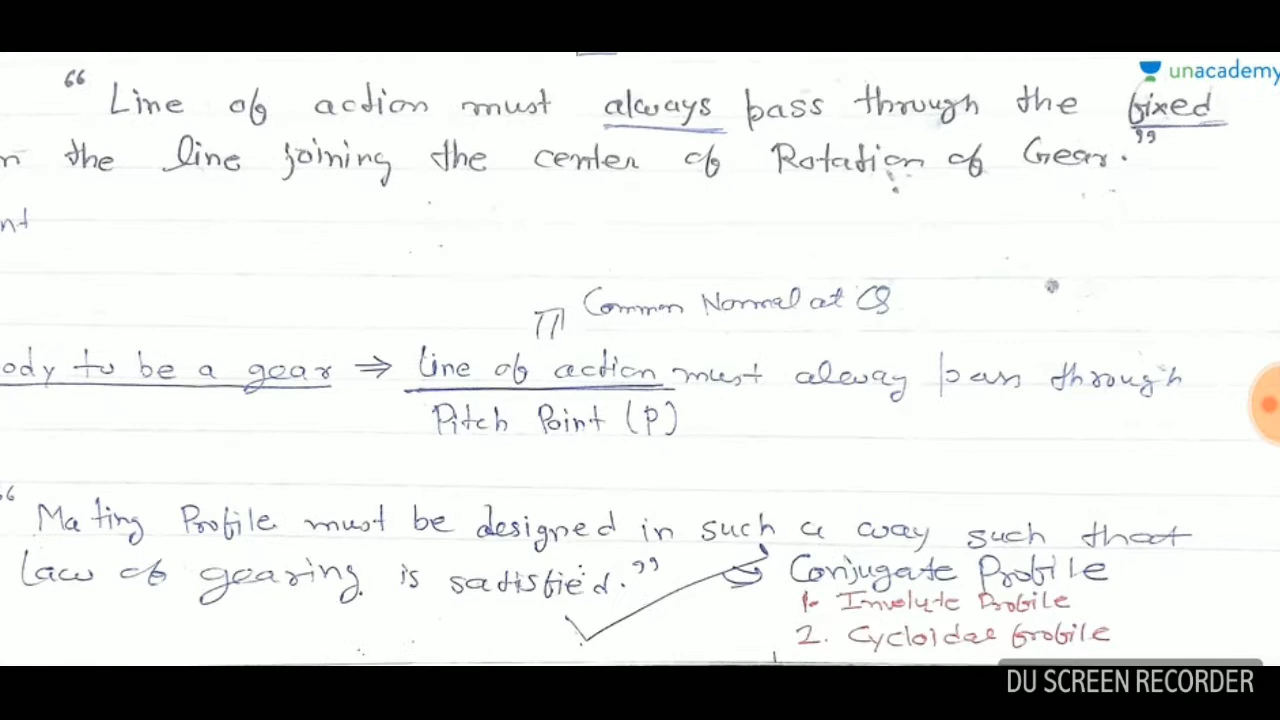 unacademy
“ Line of action must always pass through the fixed
n the line joining the center of Rotation of Gear.”
nt
Common Normal at Q
ody to be a gear ⇒ line of action must alway pass through
Pitch Point (P)
“ Mating Profile must be designed in such a way such that
law of gearing is satisfied.” Conjugate Profile
1- Involute Profile
2. Cycloidal profile
DU SCREEN RECORDER